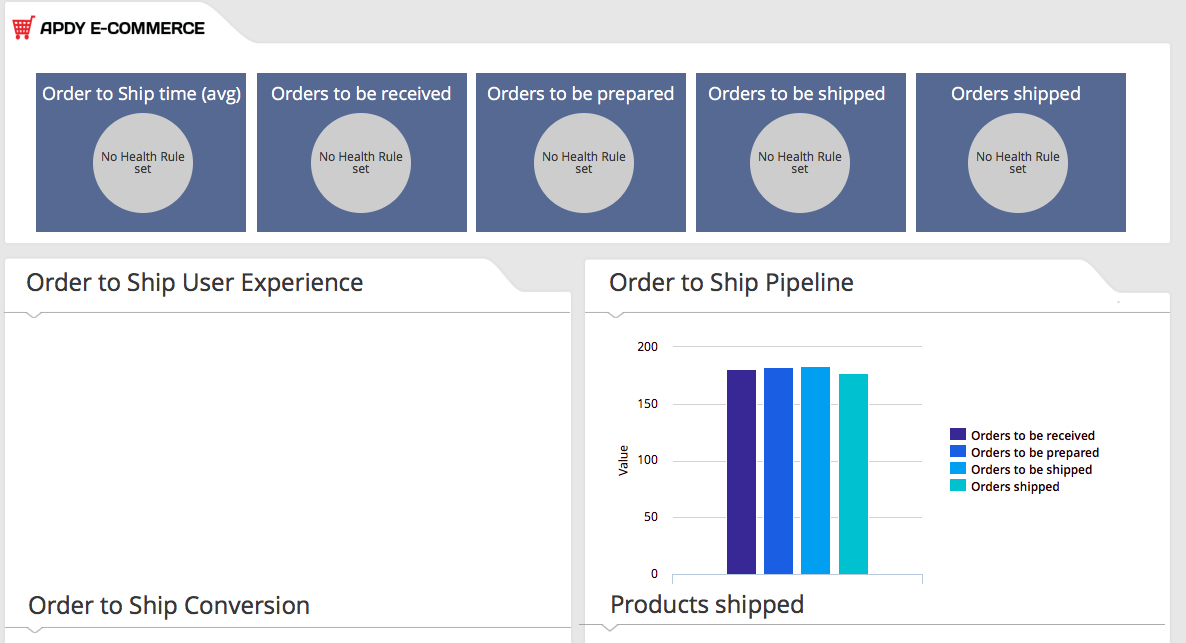 APDY E-COMMERCE
Order to Ship time (avg)
No Health Rule
set
Orders to be received
No Health Rule
set
Orders to be prepared
No Health Rule
set
Orders to be shipped
No Health Rule
set
Orders shipped
No Health Rule
set
Order to Ship User Experience
Order to Ship Pipeline
200
150
100
50
0
Value
Orders to be received
Orders to be prepared
Orders to be shipped
Orders shipped
Order to Ship Conversion
Products shipped